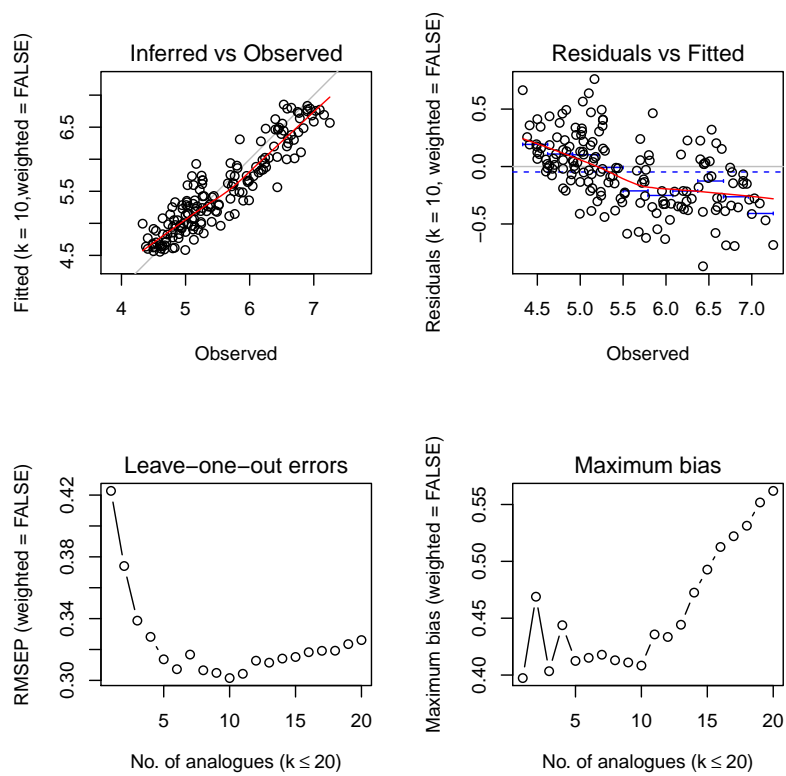 Inferred vs Observed
Fitted (k = 10,weighted = FALSE)
4.5
5.5
6.5
4
5
6
7
Observed
Residuals vs Fitted
Residuals (k = 10, weighted = FALSE)
−0.5
0.0
0.5
4.5
5.0
5.5
6.0
6.5
7.0
Observed
Leave−one−out errors
RMSEP (weighted = FALSE)
0.30
0.34
0.38
0.42
5
10
15
20
No. of analogues (k ≤ 20)
Maximum bias
Maximum bias (weighted = FALSE)
0.40
0.45
0.50
0.55
5
10
15
20
No. of analogues (k ≤ 20)